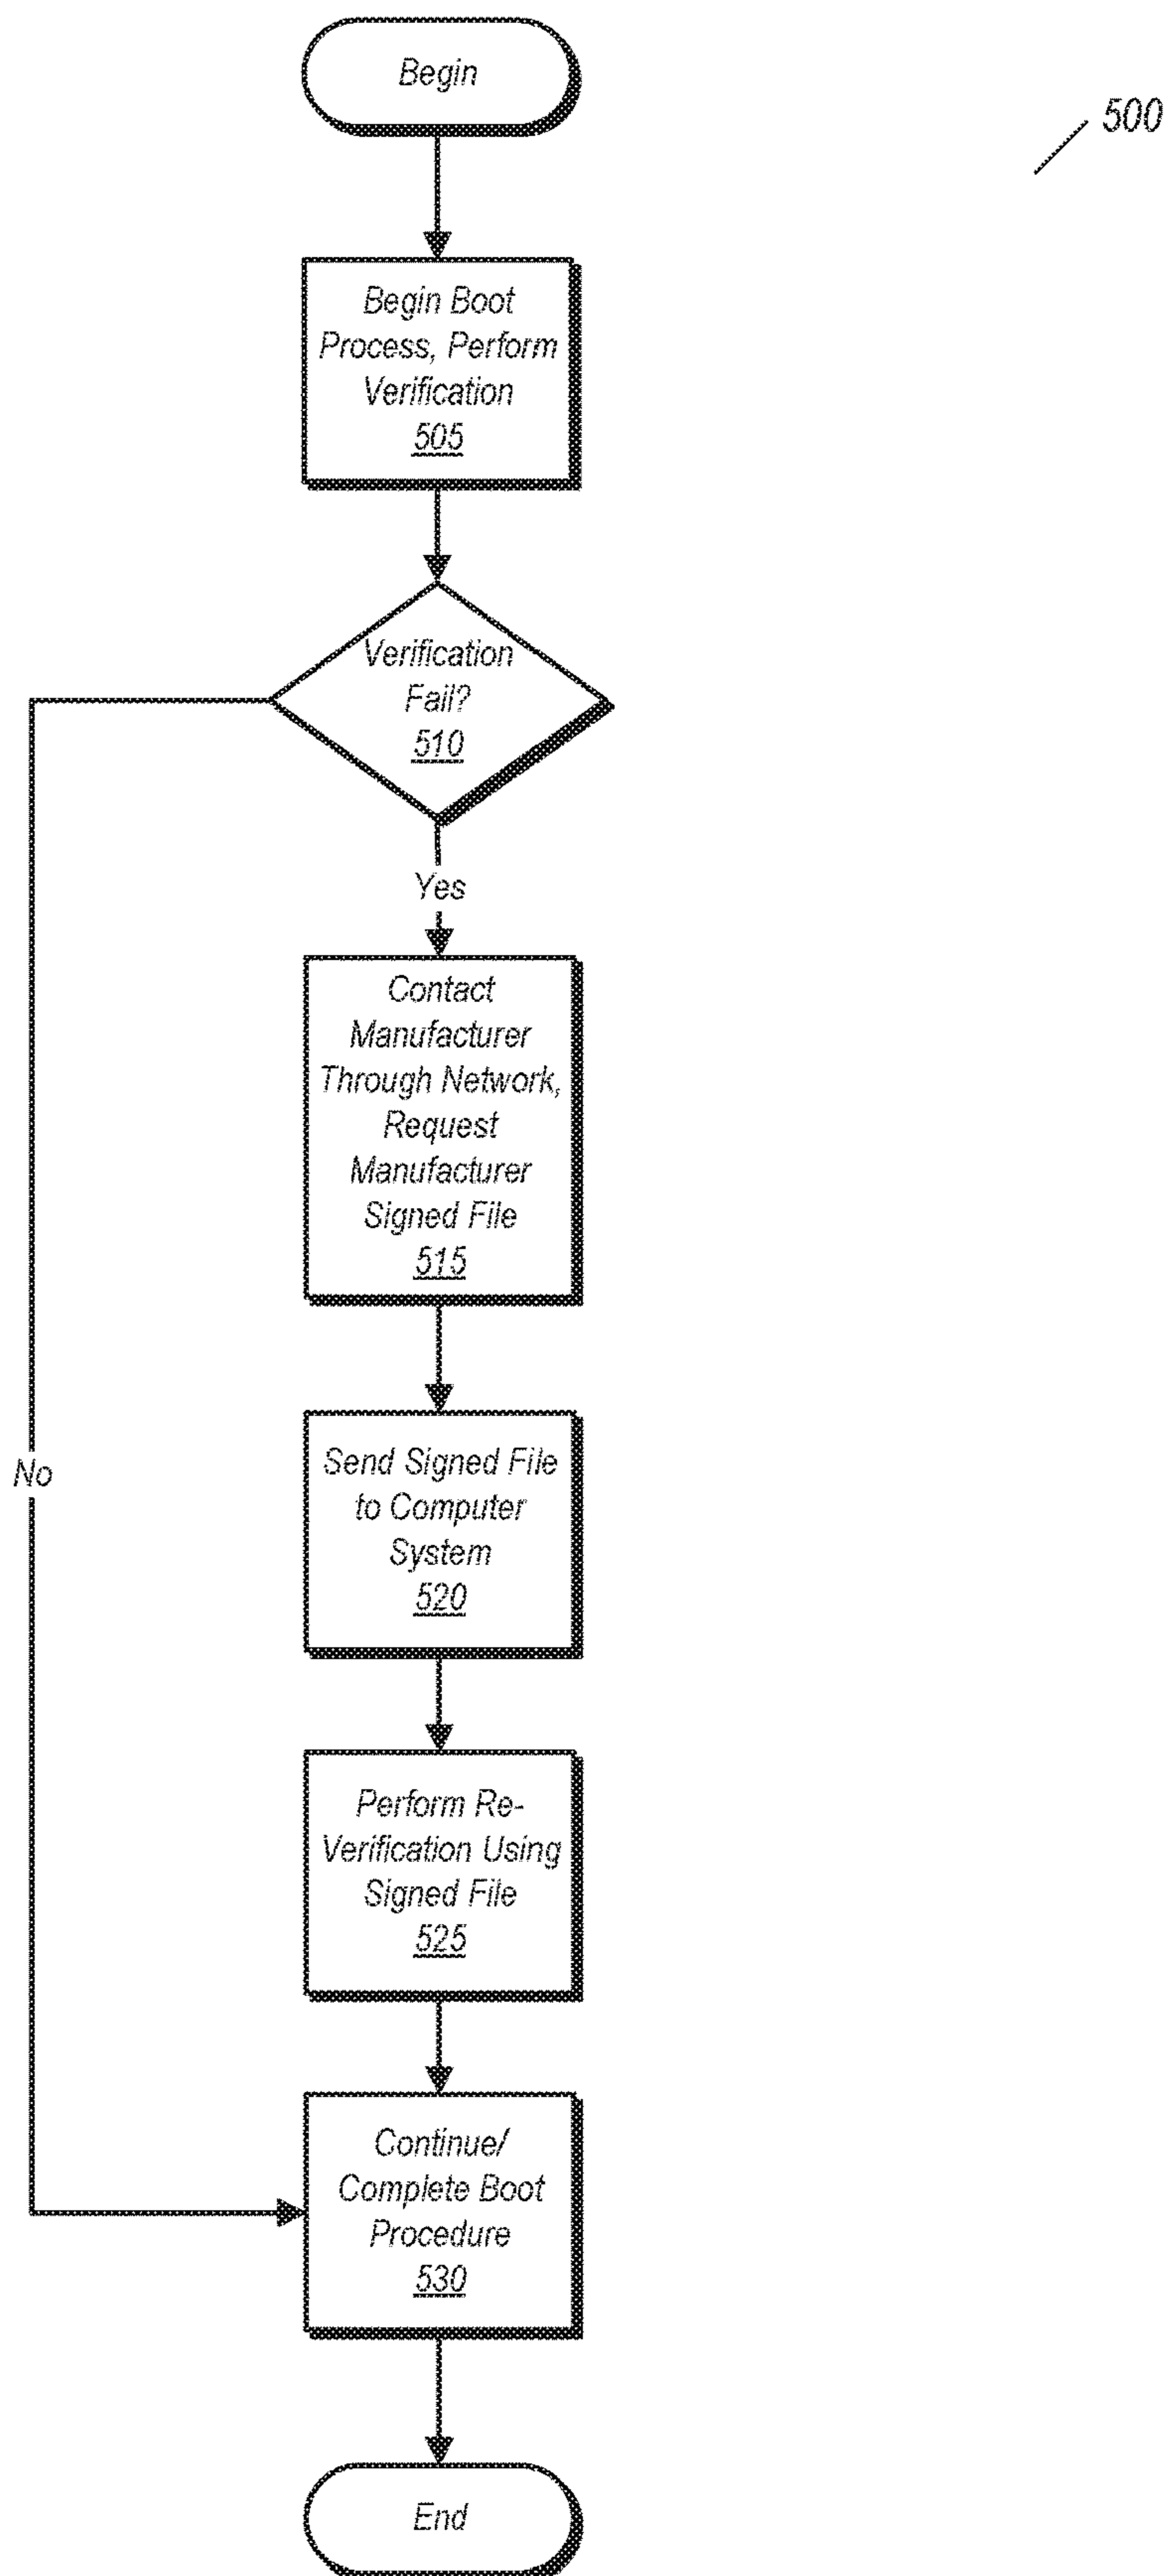 Begin
500
Begin Boot
Process, Perform
Verification
505
Verification
Fail?
510
Yes
Contact
Manufacturer
Through Network,
Request
Manufacturer
Signed File
515
No
Send Signed File
to Computer
System
520
Perform Re-
Verification Using
Signed File
525
Continue/
Complete Boot
Procedure
530
End